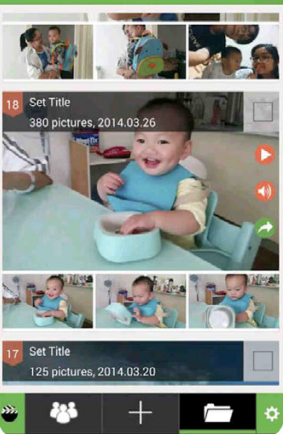 18
Set Title
380 pictures, 2014.03.26
17
Set Title
125 pictures, 2014.03.20